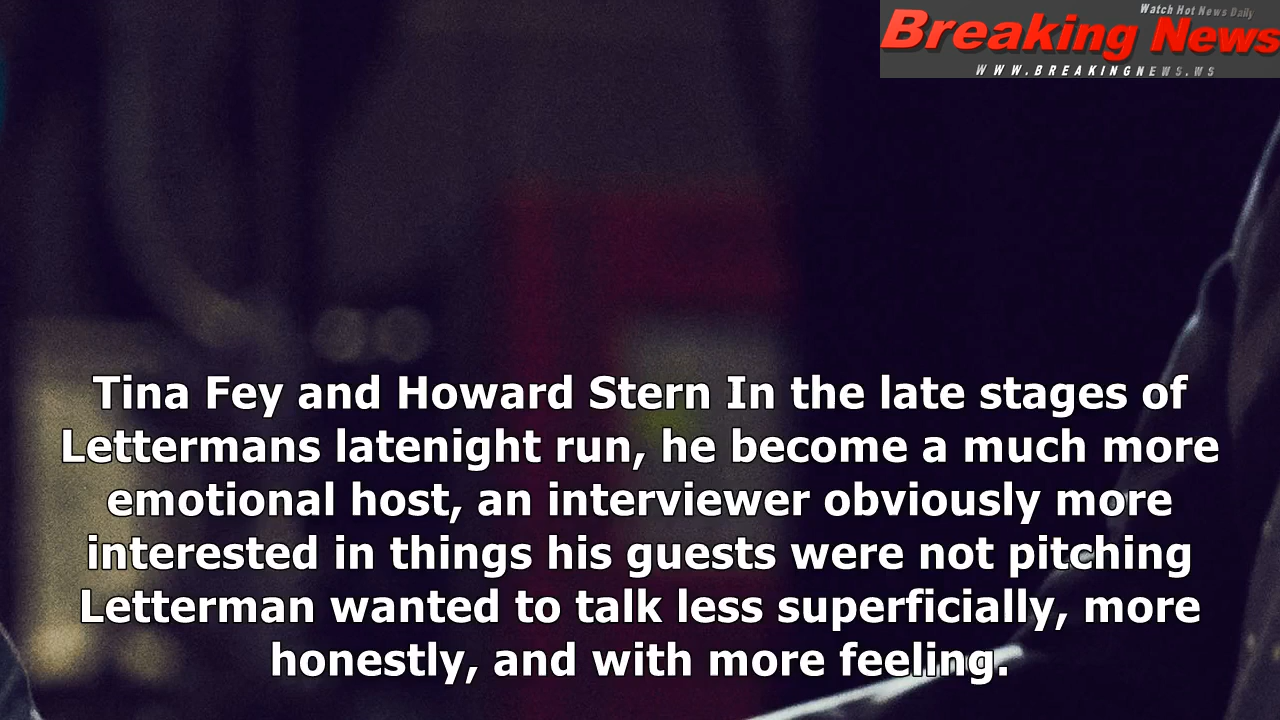 Watch Hot News Daily
Breaking News
WWW.BREAKINGNEWS.WS
Tina Fey and Howard Stern In the late stages of
Lettermans latenight run, he become a much more
emotional host, an interviewer obviously more
interested in things his guests were not pitching
Letterman wanted to talk less superficially, more
honestly, and with more feeling.